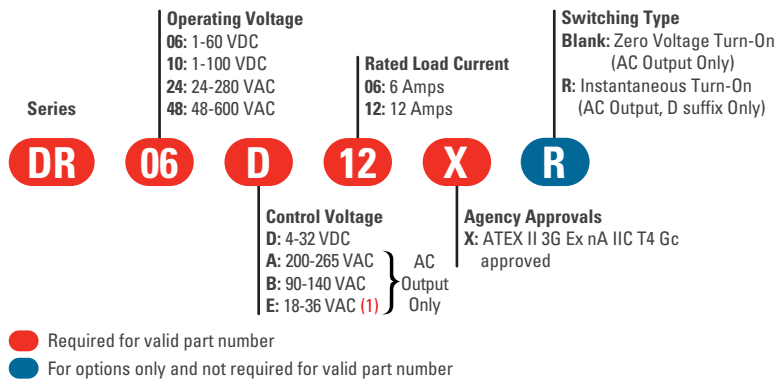 Operating Voltage
06: 1-60 VDC
10: 1-100 VDC
24: 24-280 VAC
48: 48-600 VAC
Rated Load Current
06: 6 Amps
12: 12 Amps
Switching Type
Blank: Zero Voltage Turn-On
(AC Output Only)
R: Instantaneous Turn-On
(AC Output, D suffix Only)
Series
DR 06 D 12 X R
Control Voltage
D: 4-32 VDC
A: 200-265 VAC
B: 90-140 VAC
E: 18-36 VAC (1)
AC
Output
Only
Agency Approvals
X: ATEX II 3G Ex nA IIC T4 Gc
approved
Required for valid part number
For options only and not required for valid part number